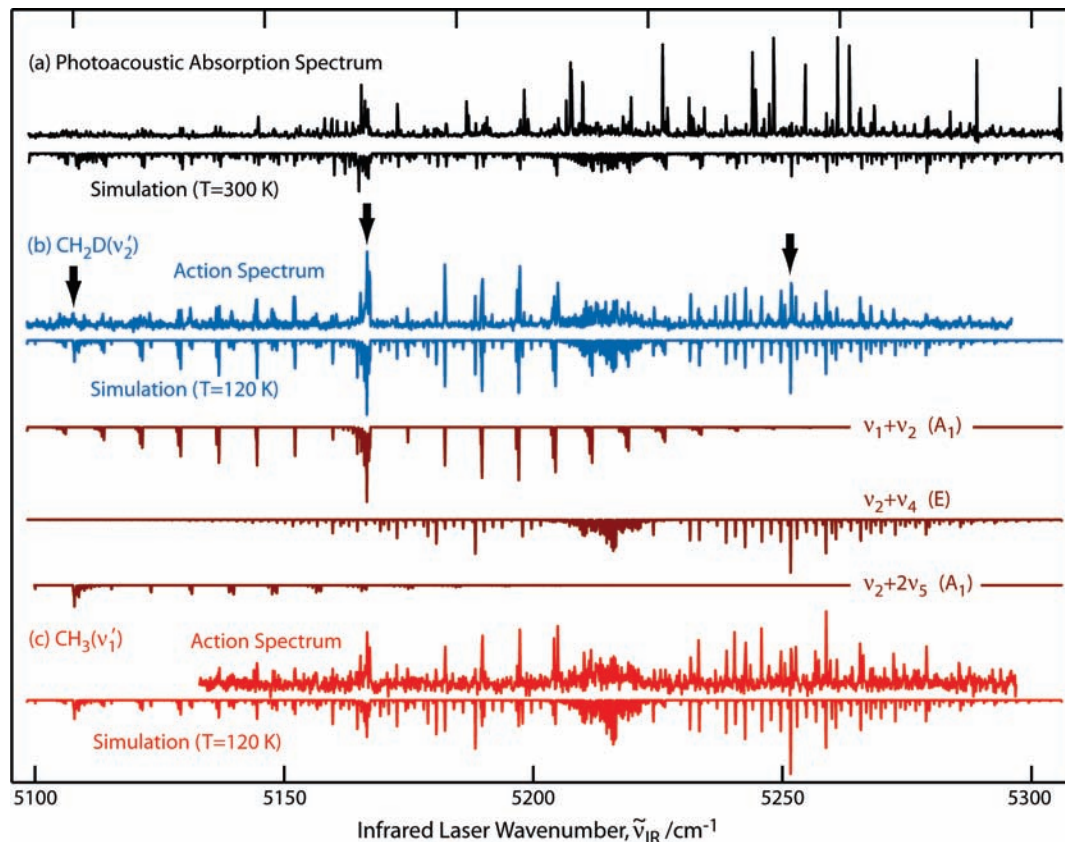 (a) Photoacoustic Absorption Spectrum
Simulation (T=300 K)
(b) CH₂D(ν₂′)
Action Spectrum
Simulation (T=120 K)
ν₁+ν₂ (A₁)
ν₂+ν₄ (E)
ν₂+2ν₅ (A₁)
(c) CH₃(ν₁′)
Action Spectrum
Simulation (T=120 K)
5100 5150 5200 5250 5300
Infrared Laser Wavenumber, ν̃IR /cm⁻¹